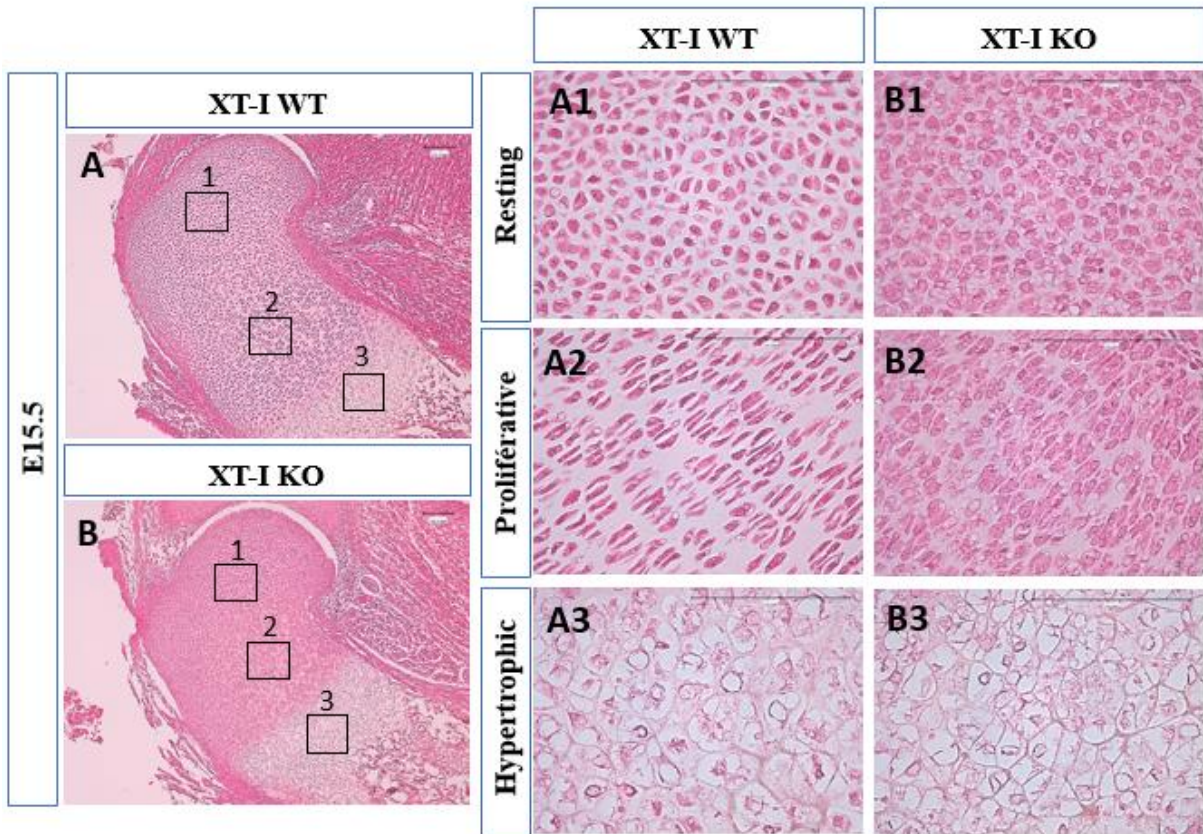 XT-I WT
XT-I KO
XT-I WT
E15.5
A
1
2
3
XT-I KO
B
1
2
3
Resting
A1
B1
Proliférative
A2
B2
Hypertrophic
A3
B3